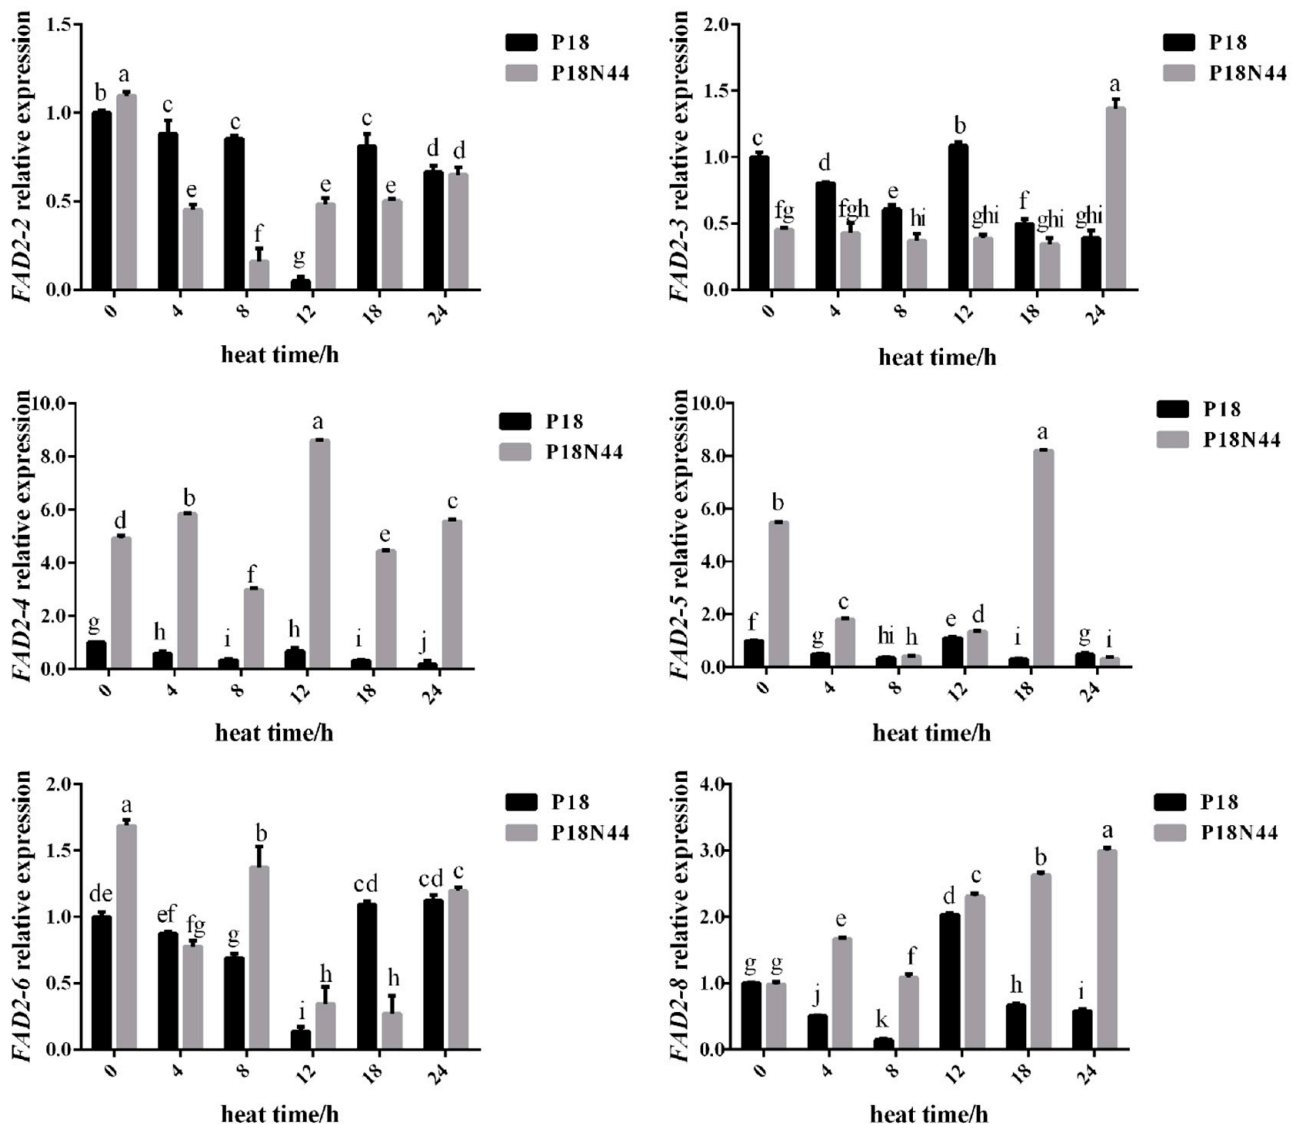 FAD2-2 relative expression
1.5
1.0
0.5
0.0
b a c e c f g e c e d d
0 4 8 12 18 24
heat time/h
P18
P18N44
FAD2-3 relative expression
2.0
1.5
1.0
0.5
0.0
c fg d fgh e hi b ghi f ghi ghi a
0 4 8 12 18 24
heat time/h
P18
P18N44
FAD2-4 relative expression
10.0
8.0
6.0
4.0
2.0
0.0
g d h b i f h a i e j c
0 4 8 12 18 24
heat time/h
P18
P18N44
FAD2-5 relative expression
10.0
8.0
6.0
4.0
2.0
0.0
f b g c hi h e d i a g i
0 4 8 12 18 24
heat time/h
P18
P18N44
FAD2-6 relative expression
2.0
1.5
1.0
0.5
0.0
de a ef fg g b i h cd h cd c
0 4 8 12 18 24
heat time/h
P18
P18N44
FAD2-8 relative expression
4.0
3.0
2.0
1.0
0.0
g g j e k f d c h b i a
0 4 8 12 18 24
heat time/h
P18
P18N44